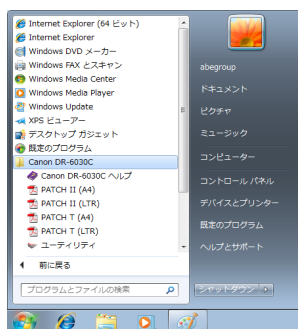 Internet Explorer (64 ビット)
Internet Explorer
Windows DVD メーカー
Windows FAX とスキャン
Windows Media Center
Windows Media Player
Windows Update
XPS ビューアー
デスクトップ ガジェット
既定のプログラム
Canon DR-6030C
Canon DR-6030C ヘルプ
PATCH II (A4)
PATCH II (LTR)
PATCH T (A4)
PATCH T (LTR)
ユーティリティ
前に戻る
プログラムとファイルの検索
abegroup
ドキュメント
ピクチャ
ミュージック
コンピューター
コントロール パネル
デバイスとプリンター
既定のプログラム
ヘルプとサポート
シャットダウン